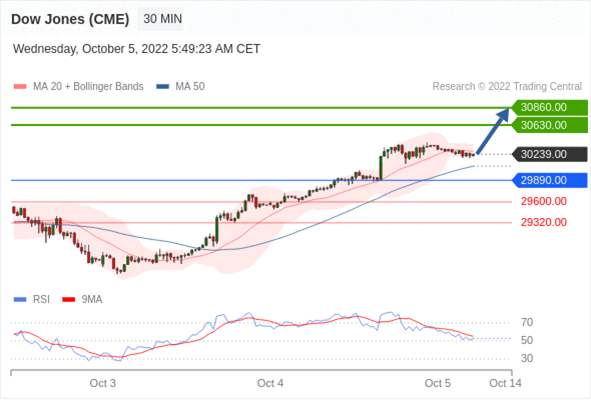 Dow Jones (CME) 30 MIN
Wednesday, October 5, 2022 5:49:23 AM CET
MA 20 + Bollinger Bands MA 50
Research © 2022 Trading Central
30860.00
30630.00
30239.00
29890.00
29600.00
29320.00
RSI 9MA
70
50
30
Oct 3 Oct 4 Oct 5 Oct 14